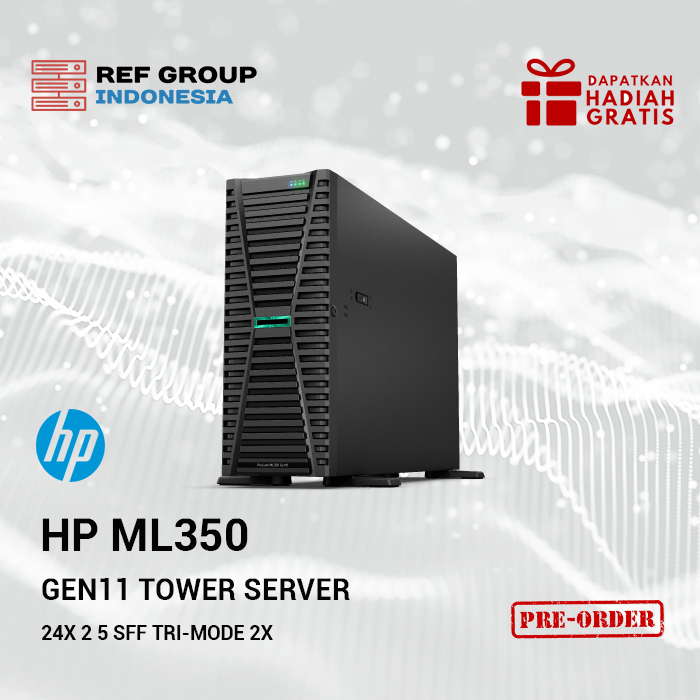 REF GROUP
INDONESIA
DAPATKAN
HADIAH
GRATIS
hp
HP ML350
GEN11 TOWER SERVER
24X 2 5 SFF TRI-MODE 2X
PRE-ORDER